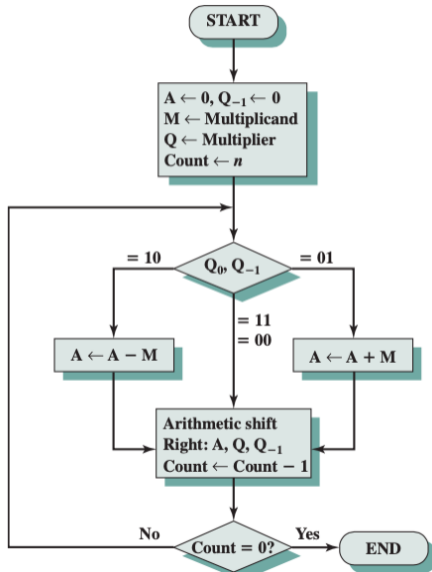 START
A ← 0, Q₋₁ ← 0
M ← Multiplicand
Q ← Multiplier
Count ← n
= 10
Q₀, Q₋₁
= 01
= 11
= 00
A ← A − M
A ← A + M
Arithmetic shift
Right: A, Q, Q₋₁
Count ← Count − 1
No
Count = 0?
Yes
END